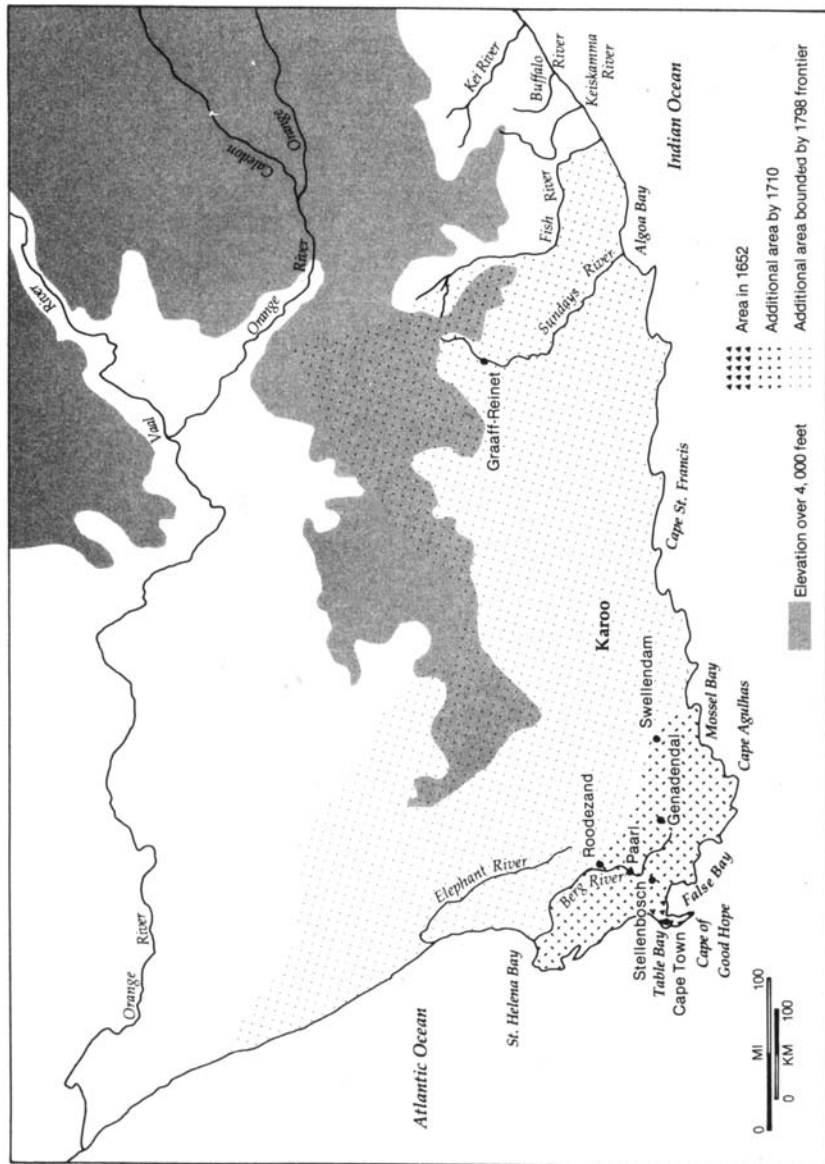 Kei River
Buffalo
River
Keiskamma
River
Indian Ocean
Caledon
Orange
River
Fish River
Algoa Bay
River
Vaal
Orange
Sundays River
Graaff-Reinet
Cape St. Francis
Karoo
Swellendam
Mossel Bay
Cape Agulhas
Genadendal
Roodezand
Paarl
Elephant River
Berg River
Stellenbosch
False Bay
Table Bay
Cape Town
Cape of
Good Hope
St. Helena Bay
Orange
River
Atlantic Ocean
Elevation over 4, 000 feet
Area in 1652
Additional area by 1710
Additional area bounded by 1798 frontier
0 MI 100
0 KM 100